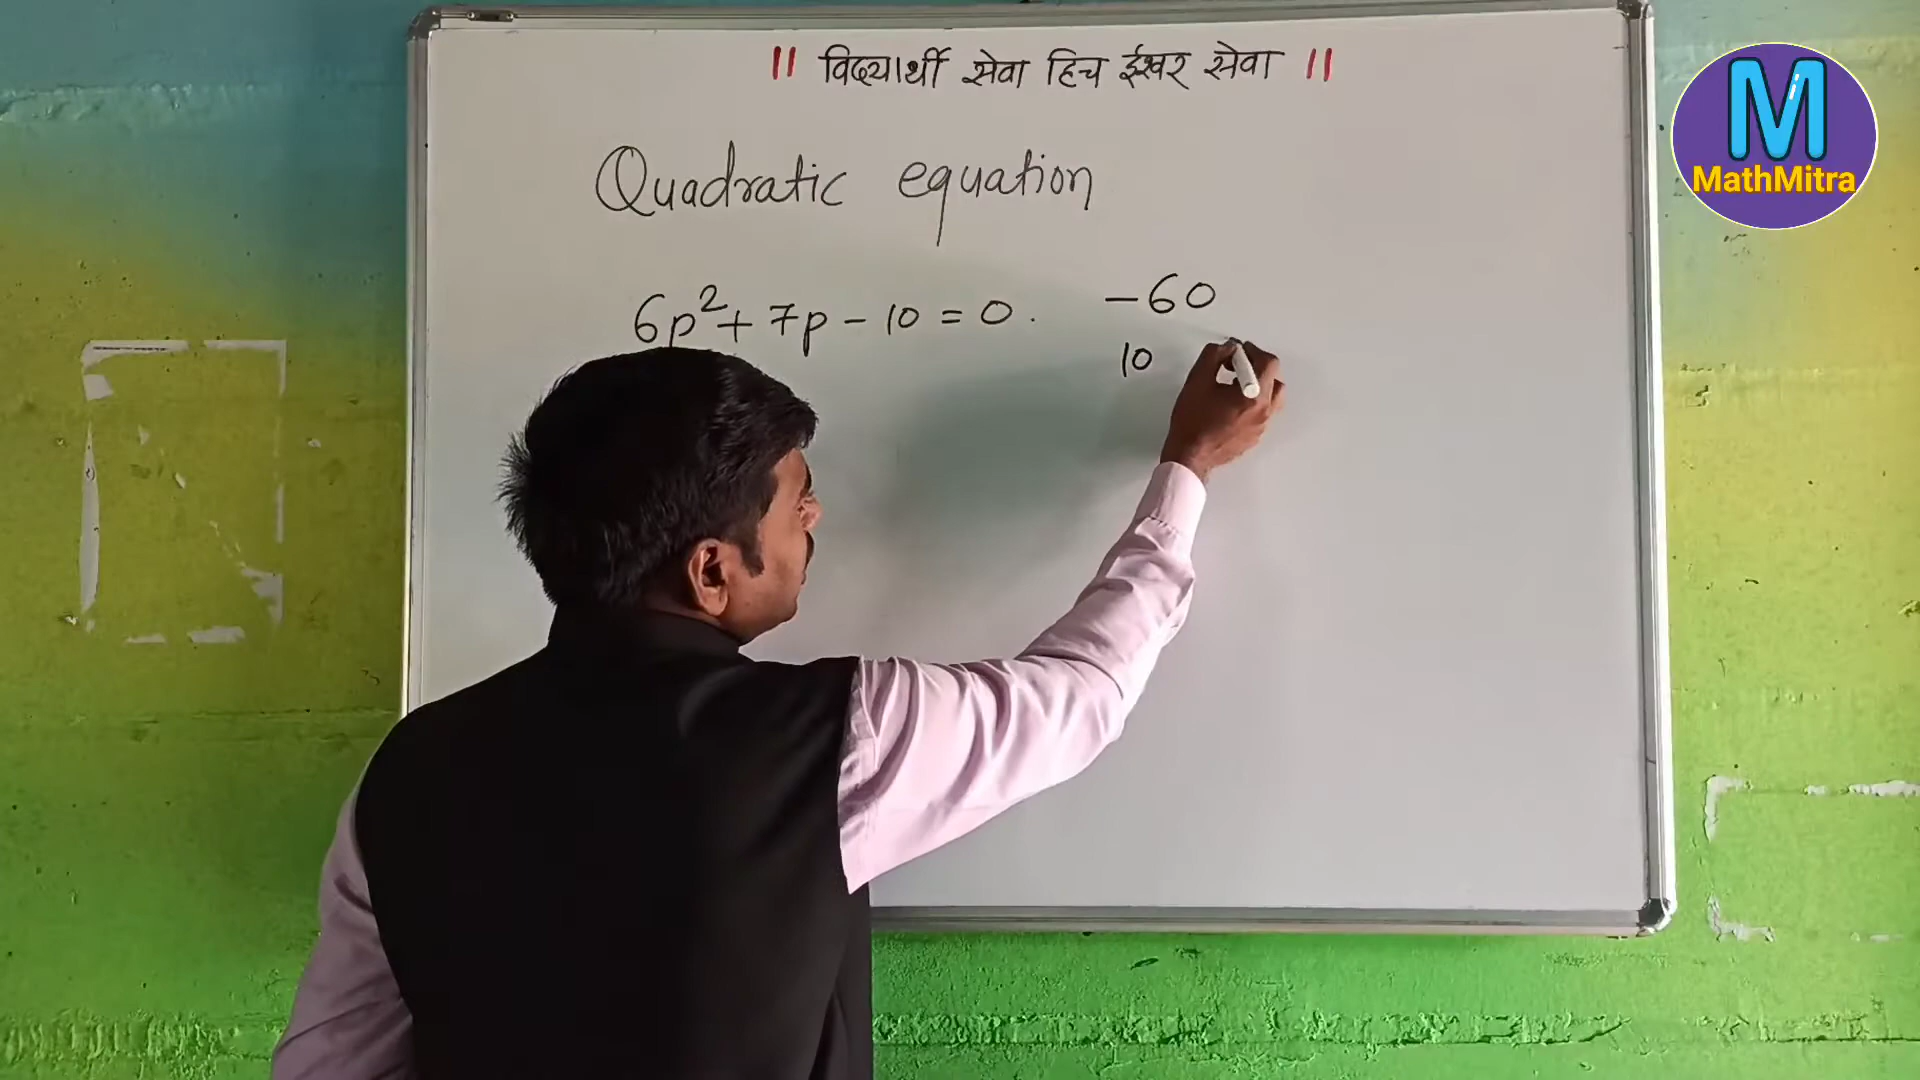 || विद्यार्थी सेवा हिच ईश्वर सेवा ||
M
MathMitra
Quadratic equation
6p²+ 7p - 10 = 0.
-60
10